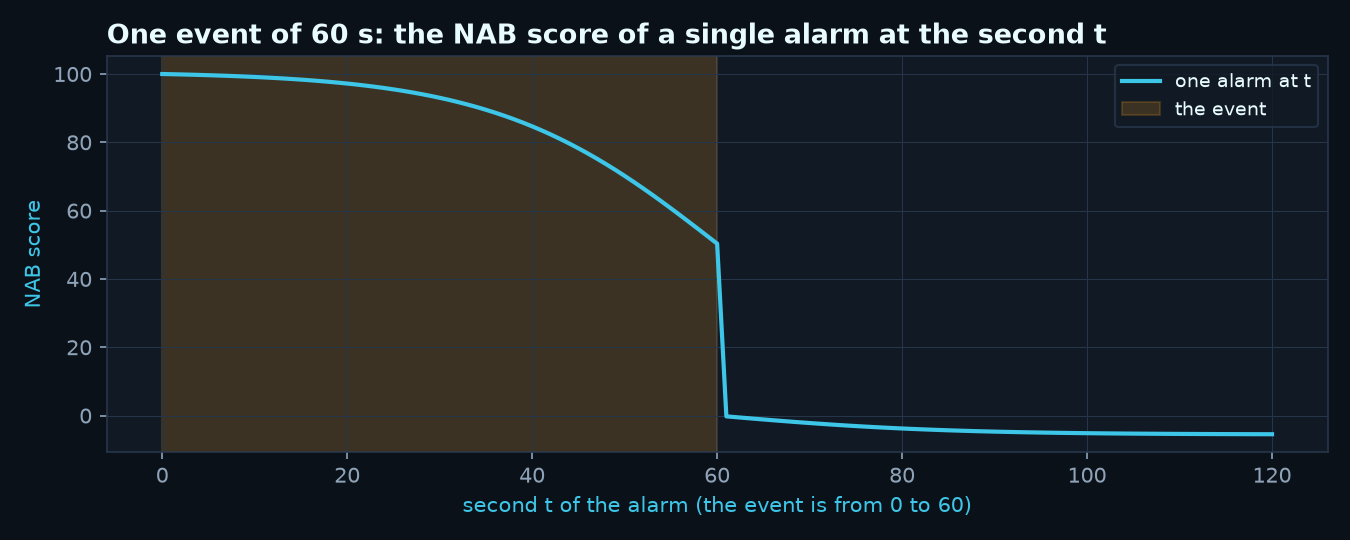 One event of 60 s: the NAB score of a single alarm at the second t
one alarm at t
the event
NAB score
100
80
60
40
20
0
0 20 40 60 80 100 120
second t of the alarm (the event is from 0 to 60)